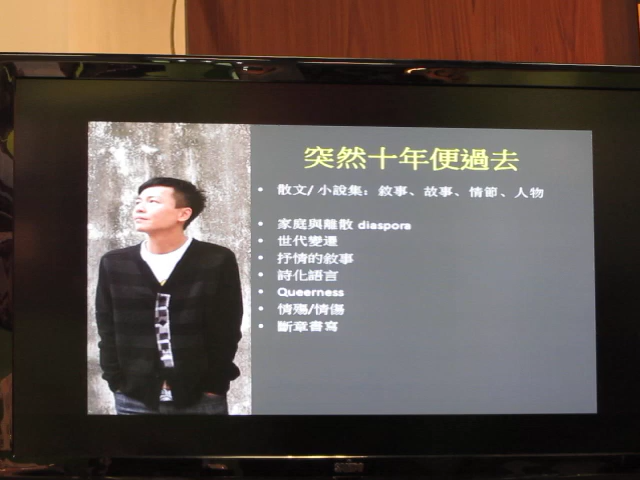 突然十年便過去
• 散文/ 小說集：敘事、故事、情節、人物
• 家庭與離散 diaspora
• 世代變遷
• 抒情的敘事
• 詩化語言
• Queerness
• 情殤/情傷
• 斷章書寫